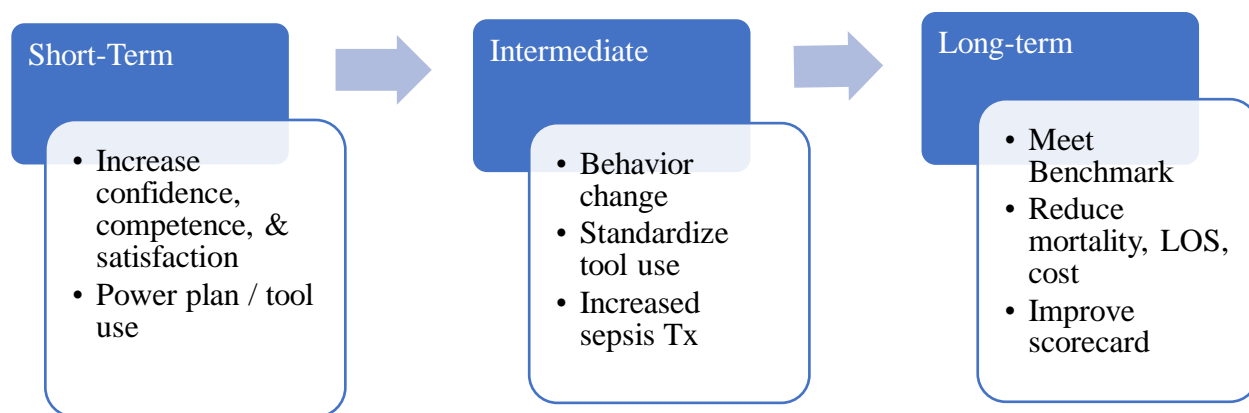 Short-Term
• Increase
confidence,
competence, &
satisfaction
• Power plan / tool
use
Intermediate
• Behavior
change
• Standardize
tool use
• Increased
sepsis Tx
Long-term
• Meet
Benchmark
• Reduce
mortality, LOS,
cost
• Improve
scorecard